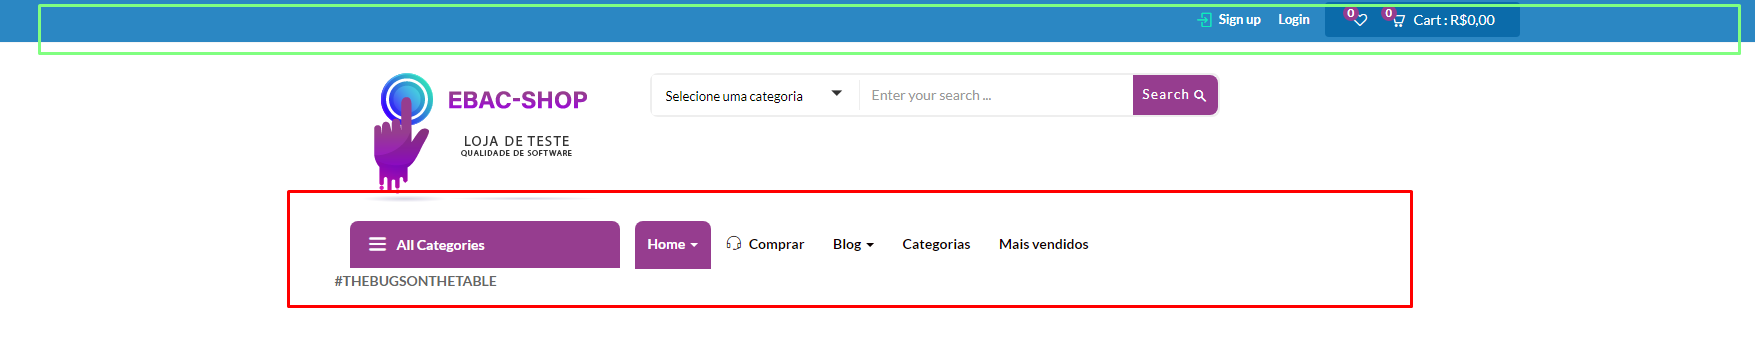 Sign up Login 0 0 Cart : R$0,00
EBAC-SHOP
LOJA DE TESTE
QUALIDADE DE SOFTWARE
Selecione uma categoria Enter your search ... Search
All Categories Home Comprar Blog Categorias Mais vendidos
#THEBUGSONTHETABLE